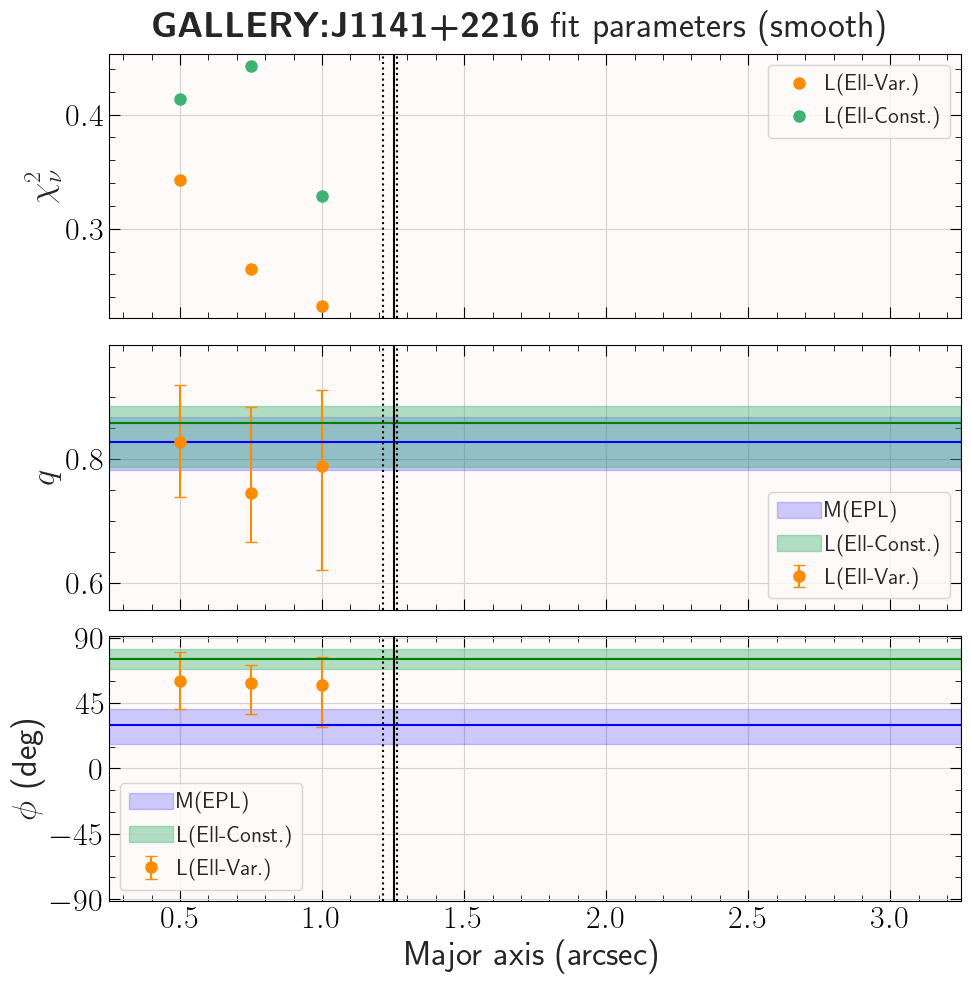 GALLERY:J1141+2216 fit parameters (smooth)
L(Ell-Var.)
L(Ell-Const.)
0.4
0.3
χ²ᵥ
0.8
0.6
q
M(EPL)
L(Ell-Const.)
L(Ell-Var.)
90
45
0
−45
−90
ϕ (deg)
M(EPL)
L(Ell-Const.)
L(Ell-Var.)
0.5 1.0 1.5 2.0 2.5 3.0
Major axis (arcsec)